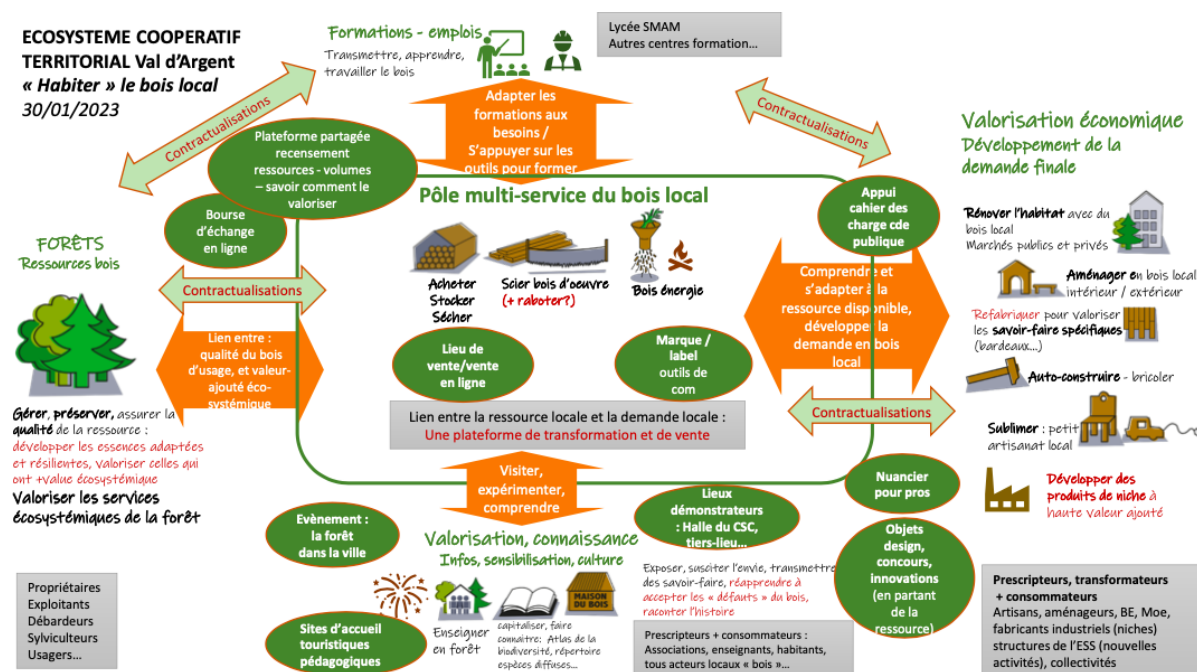 ECOSYSTEME COOPERATIF
TERRITORIAL Val d'Argent
« Habiter » le bois local
30/01/2023
Formations - emplois
Transmettre, apprendre,
travailler le bois
Lycée SMAM
Autres centres formation…
Contractualisations
Adapter les
formations aux
besoins /
S'appuyer sur les
outils pour former
Contractualisations
Plateforme partagée
recensement
ressources - volumes
– savoir comment le
valoriser
Bourse
d'échange
en ligne
Pôle multi-service du bois local
Acheter
Stocker
Sécher
Scier bois d'oeuvre
(+ raboter?)
Bois énergie
Appui
cahier des
charge cde
publique
Valorisation économique
Développement de la
demande finale
Rénover l'habitat avec du
bois local
Marchés publics et privés
Aménager en bois local
intérieur / extérieur
Refabriquer pour valoriser
les savoir-faire spécifiques
(bardeaux…)
Auto-construire - bricoler
Sublimer : petit
artisanat local
Développer des
produits de niche à
haute valeur ajouté
FORÊTS
Ressources bois
Contractualisations
Lien entre :
qualité du bois
d'usage, et valeur-
ajouté éco-
systémique
Gérer, préserver, assurer la
qualité de la ressource :
développer les essences adaptées
et résilientes, valoriser celles qui
ont +value écosystémique
Valoriser les services
écosystémiques de la forêt
Comprendre et
s'adapter à la
ressource disponible,
développer la
demande en bois
local
Lieu de
vente/vente
en ligne
Marque /
label
outils de
com
Lien entre la ressource locale et la demande locale :
Une plateforme de transformation et de vente
Contractualisations
Visiter,
expérimenter,
comprendre
Nuancier
pour pros
Evènement :
la forêt
dans la ville
Valorisation, connaissance
Infos, sensibilisation, culture
Lieux
démonstrateurs
: Halle du CSC,
tiers-lieu…
Objets
design,
concours,
innovations
(en partant
de la
ressource)
Enseigner
en forêt
MAISON
DU BOIS
capitaliser, faire
connaitre: Atlas de la
biodiversité, répertoire
espèces diffuses…
Exposer, susciter l'envie, transmettre
des savoir-faire, réapprendre à
accepter les « défauts » du bois,
raconter l'histoire
Sites d'accueil
touristiques
pédagogiques
Prescripteurs + consommateurs :
Associations, enseignants, habitants,
tous acteurs locaux « bois »…
Propriétaires
Exploitants
Débardeurs
Sylviculteurs
Usagers…
Prescripteurs, transformateurs
+ consommateurs
Artisans, aménageurs, BE, Moe,
fabricants industriels (niches)
structures de l'ESS (nouvelles
activités), collectivités